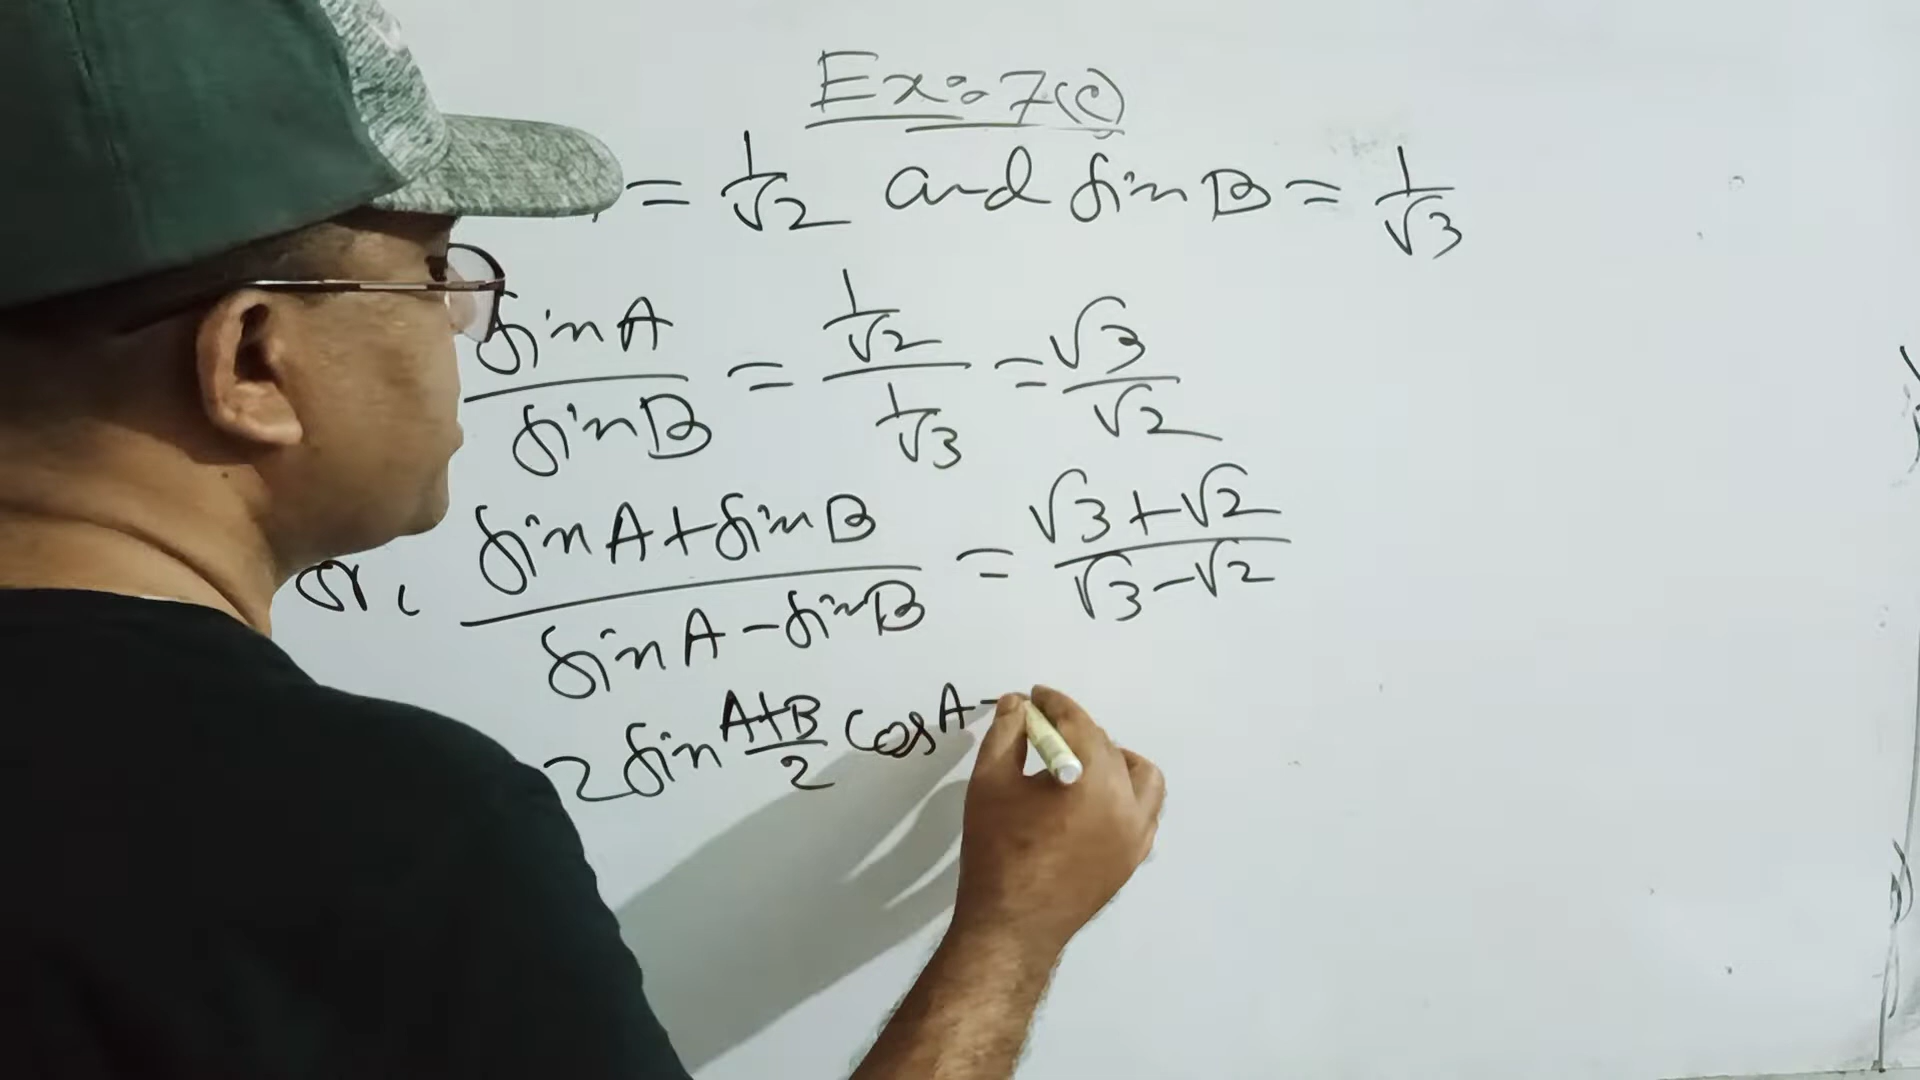 Ex: 7(c)
= 1/√2 and sin B = 1/√3
sin A / sin B = (1/√2) / (1/√3) = √3/√2
or, (sin A + sin B) / (sin A - sin B) = (√3 + √2) / (√3 - √2)
2 sin (A+B)/2 cos A -